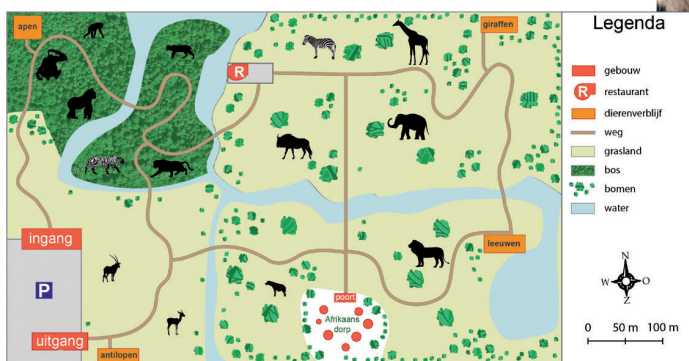 apen
giraffen
R
ingang
P
uitgang
antilopen
leeuwen
poort
Afrikaans
dorp
Legenda
gebouw
R restaurant
dierenverblijf
weg
grasland
bos
bomen
water
N
W O
Z
0 50 m 100 m